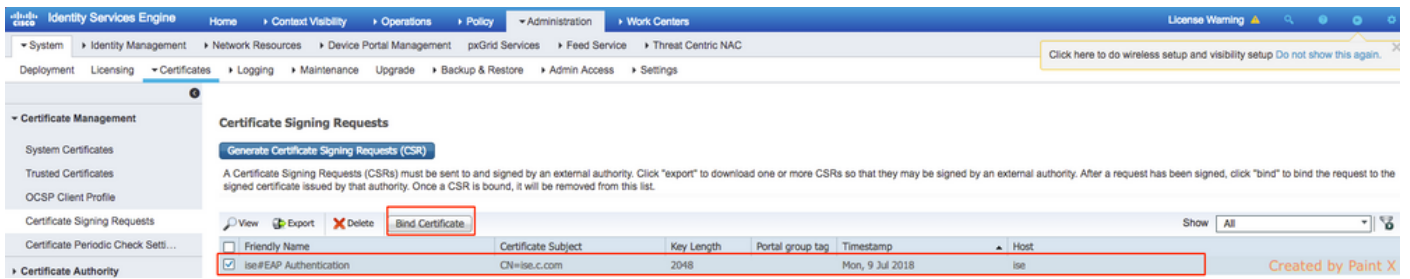 cisco Identity Services Engine Home Context Visibility Operations Policy Administration Work Centers License Warning
System Identity Management Network Resources Device Portal Management pxGrid Services Feed Service Threat Centric NAC
Click here to do wireless setup and visibility setup Do not show this again.
Deployment Licensing Certificates Logging Maintenance Upgrade Backup & Restore Admin Access Settings
Certificate Management
System Certificates
Trusted Certificates
OCSP Client Profile
Certificate Signing Requests
Certificate Periodic Check Setti...
Certificate Authority
Certificate Signing Requests
Generate Certificate Signing Requests (CSR)
A Certificate Signing Requests (CSRs) must be sent to and signed by an external authority. Click "export" to download one or more CSRs so that they may be signed by an external authority. After a request has been signed, click "bind" to bind the request to the
signed certificate issued by that authority. Once a CSR is bound, it will be removed from this list.
View Export Delete Bind Certificate Show All
Friendly Name Certificate Subject Key Length Portal group tag Timestamp Host
ise#EAP Authentication CN=ise.c.com 2048 Mon, 9 Jul 2018 ise
Created by Paint X